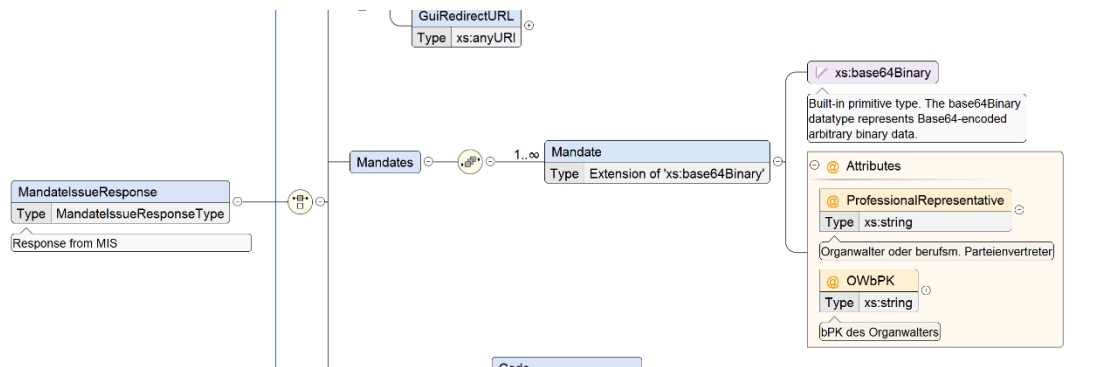 GuiRedirectURL
Type xs:anyURI
xs:base64Binary
Built-in primitive type. The base64Binary
datatype represents Base64-encoded
arbitrary binary data.
Mandates
1..∞
Mandate
Type Extension of 'xs:base64Binary'
@ Attributes
MandateIssueResponse
Type MandateIssueResponseType
Response from MIS
@ ProfessionalRepresentative
Type xs:string
Organwalter oder berufsm. Parteienvertreter
@ OWbPK
Type xs:string
bPK des Organwalters
Code